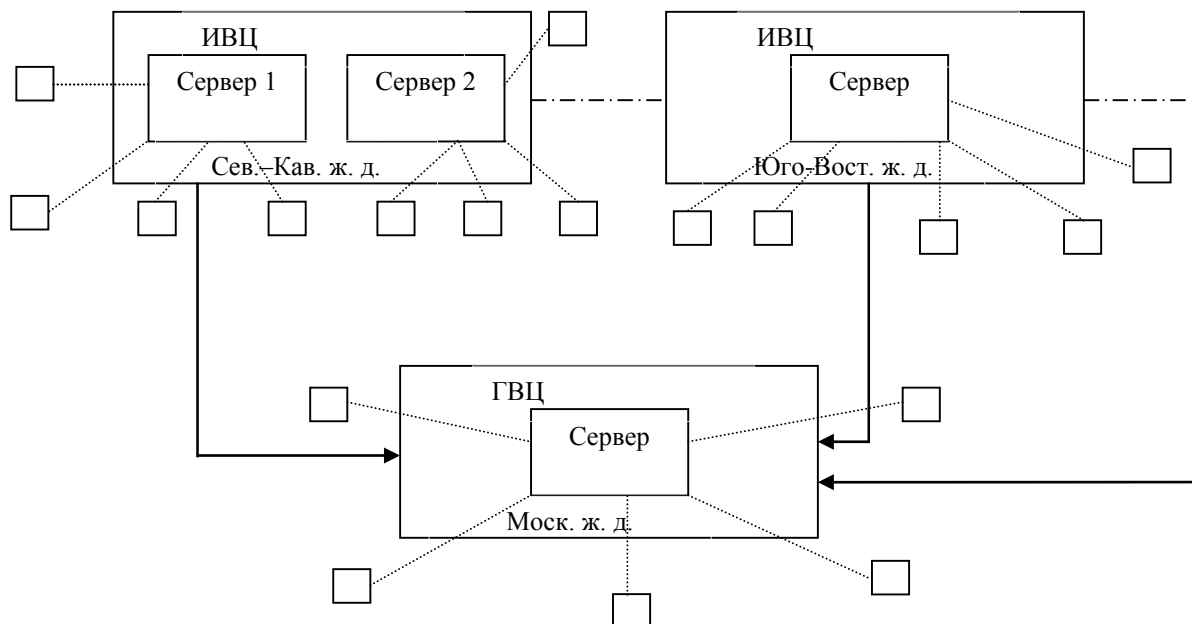 ИВЦ
Сервер 1
Сервер 2
Сев.–Кав. ж. д.
ИВЦ
Сервер
Юго-Вост. ж. д.
ГВЦ
Сервер
Моск. ж. д.